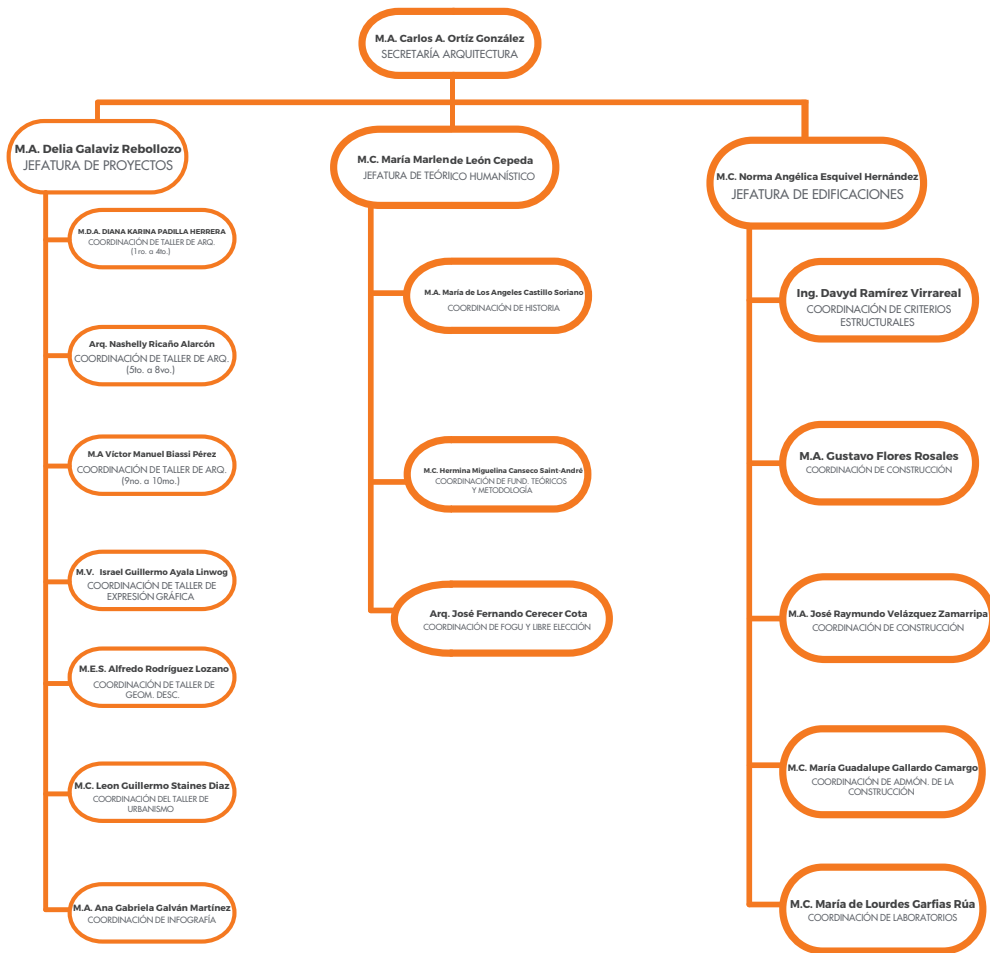 M.A. Carlos A. Ortíz González
SECRETARÍA ARQUITECTURA
M.A. Delia Galaviz Rebollozo
JEFATURA DE PROYECTOS
M.D.A. DIANA KARINA PADILLA HERRERA
COORDINACIÓN DE TALLER DE ARQ.
(1ro. a 4to.)
Arq. Nashelly Ricaño Alarcón
COORDINACIÓN DE TALLER DE ARQ.
(5to. a 8vo.)
M.A Víctor Manuel Biassi Pérez
COORDINACIÓN DE TALLER DE ARQ.
(9no. a 10mo.)
M.V. Israel Guillermo Ayala Linwog
COORDINACIÓN DE TALLER DE
EXPRESIÓN GRÁFICA
M.E.S. Alfredo Rodríguez Lozano
COORDINACIÓN DE TALLER DE
GEOM. DESC.
M.C. Leon Guillermo Staines Diaz
COORDINACIÓN DEL TALLER DE
URBANISMO
M.A. Ana Gabriela Galván Martínez
COORDINACIÓN DE INFOGRAFÍA
M.C. María Marlen de León Cepeda
JEFATURA DE TEÓRIICO HUMANÍSTICO
M.A. María de Los Angeles Castillo Soriano
COORDINACIÓN DE HISTORIA
M.C. Hermina Miguelina Canseco Saint-André
COORDINACIÓN DE FUND. TEÓRICOS
Y METODOLOGÍA
Arq. José Fernando Cerecer Cota
COORDINACIÓN DE FOGU Y LIBRE ELECCIÓN
M.C. Norma Angélica Esquivel Hernández
JEFATURA DE EDIFICACIONES
Ing. Davyd Ramírez Virrareal
COORDINACIÓN DE CRITERIOS
ESTRUCTURALES
M.A. Gustavo Flores Rosales
COORDINACIÓN DE CONSTRUCCIÓN
M.A. José Raymundo Velázquez Zamarripa
COORDINACIÓN DE CONSTRUCCIÓN
M.C. María Guadalupe Gallardo Camargo
COORDINACIÓN DE ADMÓN. DE LA
CONSTRUCCIÓN
M.C. María de Lourdes Garfias Rúa
COORDINACIÓN DE LABORATORIOS